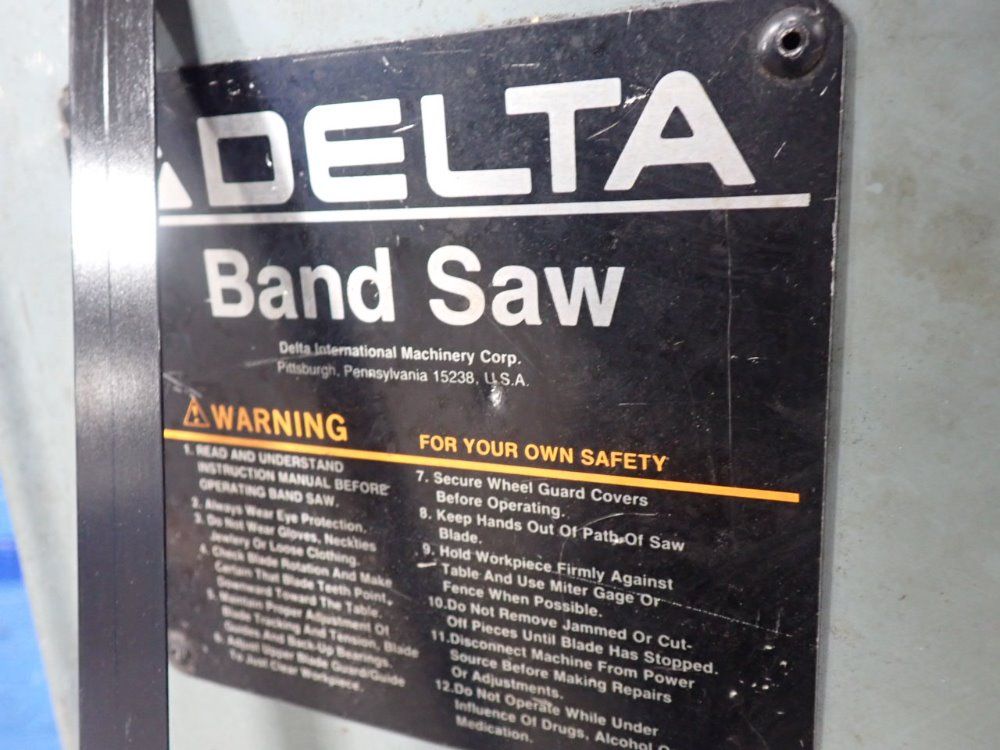 DELTA
Band Saw
Delta International Machinery Corp.
Pittsburgh, Pennsylvania 15238, U.S.A.
WARNING
1. READ AND UNDERSTAND
INSTRUCTION MANUAL BEFORE
OPERATING BAND SAW.
2. Always Wear Eye Protection.
3. Do Not Wear Gloves, Neckties
Jewlery Or Loose Clothing.
4. Check Blade Rotation And Make
Certain That Blade Teeth Point
Downward Toward The Table.
5. Maintain Proper Adjustment Of
Blade Tracking And Tension, Blade
Guides And Back-Up Bearings.
6. Adjust Upper Blade Guard/Guide
To Just Clear Workpiece.
FOR YOUR OWN SAFETY
7. Secure Wheel Guard Covers
Before Operating.
8. Keep Hands Out Of Path Of Saw
Blade.
9. Hold Workpiece Firmly Against
Table And Use Miter Gage Or
Fence When Possible.
10.Do Not Remove Jammed Or Cut-
Off Pieces Until Blade Has Stopped.
11.Disconnect Machine From Power
Source Before Making Repairs
Or Adjustments.
12.Do Not Operate While Under
Influence Of Drugs, Alcohol O
Medication.